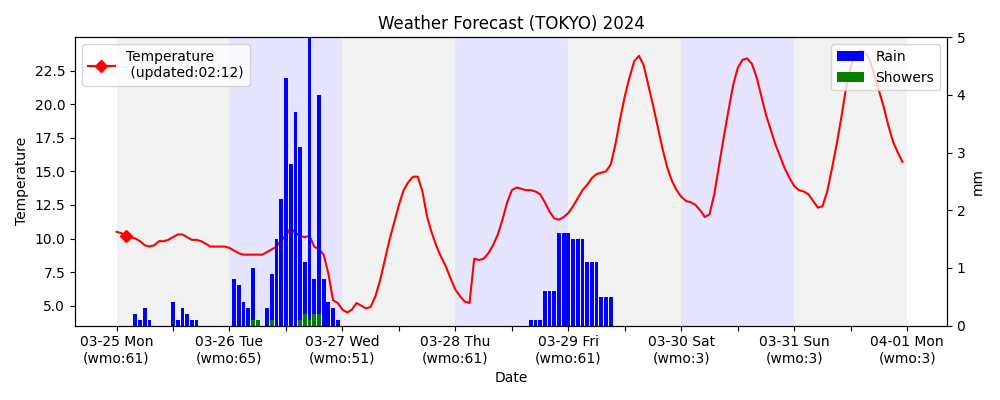 Weather Forecast (TOKYO) 2024
Temperature
(updated:02:12)
Rain
Showers
Temperature
22.5
20.0
17.5
15.0
12.5
10.0
7.5
5.0
5
4
3
2
1
0
mm
03-25 Mon
(wmo:61)
03-26 Tue
(wmo:65)
03-27 Wed
(wmo:51)
03-28 Thu
(wmo:61)
03-29 Fri
(wmo:61)
03-30 Sat
(wmo:3)
03-31 Sun
(wmo:3)
04-01 Mon
(wmo:3)
Date